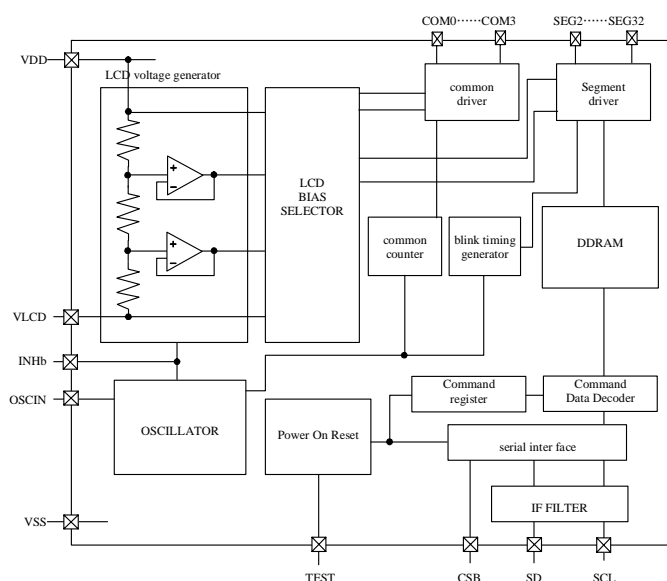 COM0······COM3
SEG2······SEG32
VDD
LCD voltage generator
common
driver
Segment
driver
+
-
LCD
BIAS
SELECTOR
common
counter
blink timing
generator
DDRAM
+
-
VLCD
INHb
OSCIN
OSCILLATOR
Command
register
Command
Data Decoder
Power On Reset
serial inter face
IF FILTER
VSS
TEST
CSB
SD
SCL